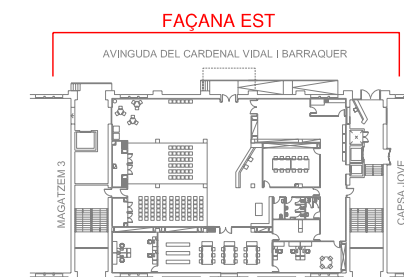 FAÇANA EST
AVINGUDA DEL CARDENAL VIDAL I BARRAQUER
MAGATZEM 3
CAPSA JOVE